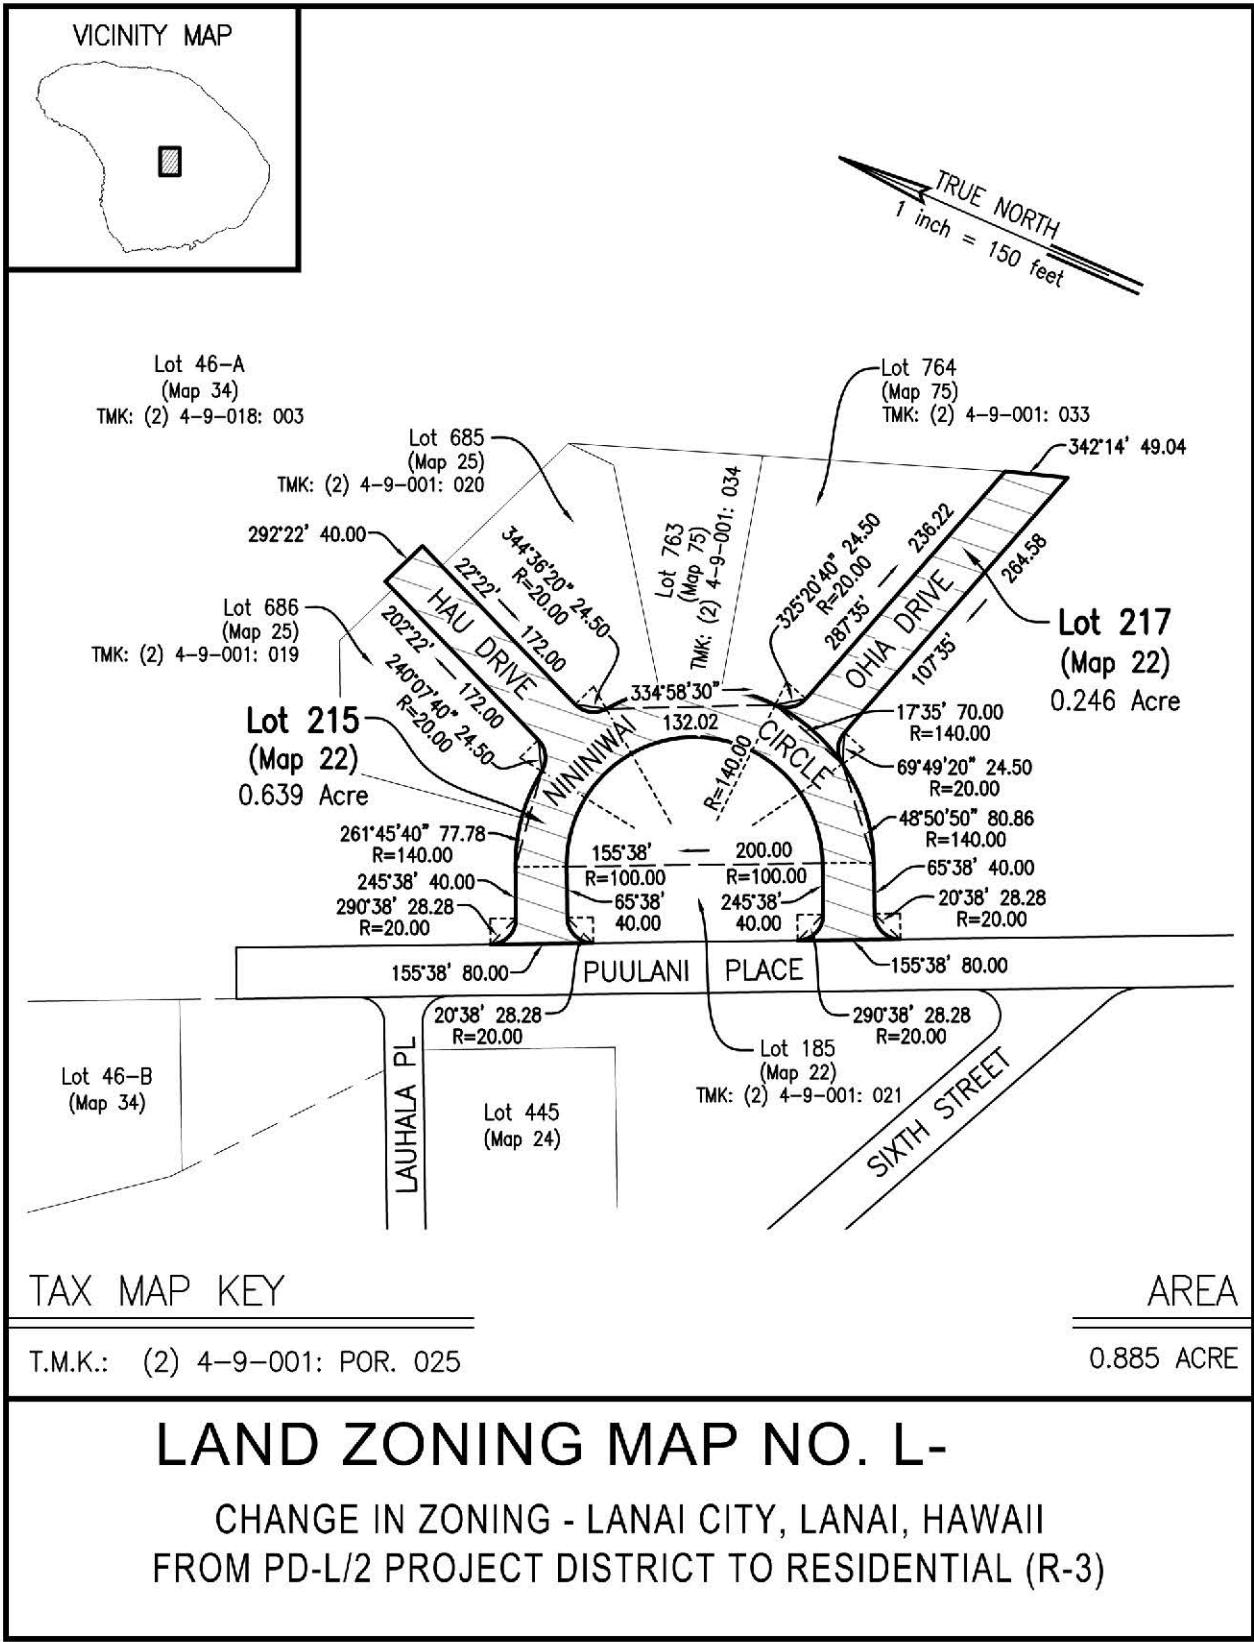 VICINITY MAP
TRUE NORTH
1 inch = 150 feet
Lot 46-A
(Map 34)
TMK: (2) 4-9-018: 003
Lot 764
(Map 75)
TMK: (2) 4-9-001: 033
Lot 685
(Map 25)
TMK: (2) 4-9-001: 020
342°14' 49.04
292°22' 40.00
344°36'20" 24.50
R=20.00
Lot 763
(Map 75)
TMK: (2) 4-9-001: 034
325°20'40" 24.50
R=20.00
287°35' 236.22
OHIA DRIVE
107°35' 264.58
22°22' 172.00
HAU DRIVE
202°22' 172.00
Lot 686
(Map 25)
TMK: (2) 4-9-001: 019
240°07'40" 24.50
R=20.00
Lot 217
(Map 22)
0.246 Acre
334°58'30"
132.02
Lot 215
(Map 22)
0.639 Acre
NININIWAI CIRCLE
R=140.00
17°35' 70.00
R=140.00
69°49'20" 24.50
R=20.00
261°45'40" 77.78
R=140.00
48°50'50" 80.86
R=140.00
155°38' 200.00
R=100.00 R=100.00
245°38' 40.00
65°38' 40.00
65°38'
40.00
245°38'
40.00
290°38' 28.28
R=20.00
20°38' 28.28
R=20.00
155°38' 80.00
PUULANI PLACE
155°38' 80.00
20°38' 28.28
R=20.00
290°38' 28.28
R=20.00
Lot 185
(Map 22)
TMK: (2) 4-9-001: 021
Lot 46-B
(Map 34)
LAUHALA PL
Lot 445
(Map 24)
SIXTH STREET
TAX MAP KEY
AREA
T.M.K.: (2) 4-9-001: POR. 025
0.885 ACRE
LAND ZONING MAP NO. L-
CHANGE IN ZONING - LANAI CITY, LANAI, HAWAII
FROM PD-L/2 PROJECT DISTRICT TO RESIDENTIAL (R-3)